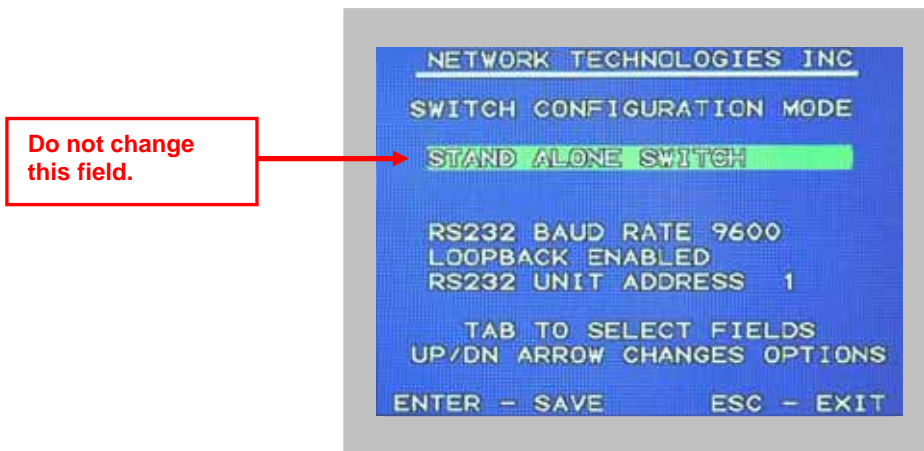 Do not change
this field.
NETWORK TECHNOLOGIES INC
SWITCH CONFIGURATION MODE
STAND ALONE SWITCH
RS232 BAUD RATE 9600
LOOPBACK ENABLED
RS232 UNIT ADDRESS 1
TAB TO SELECT FIELDS
UP/DN ARROW CHANGES OPTIONS
ENTER - SAVE ESC - EXIT